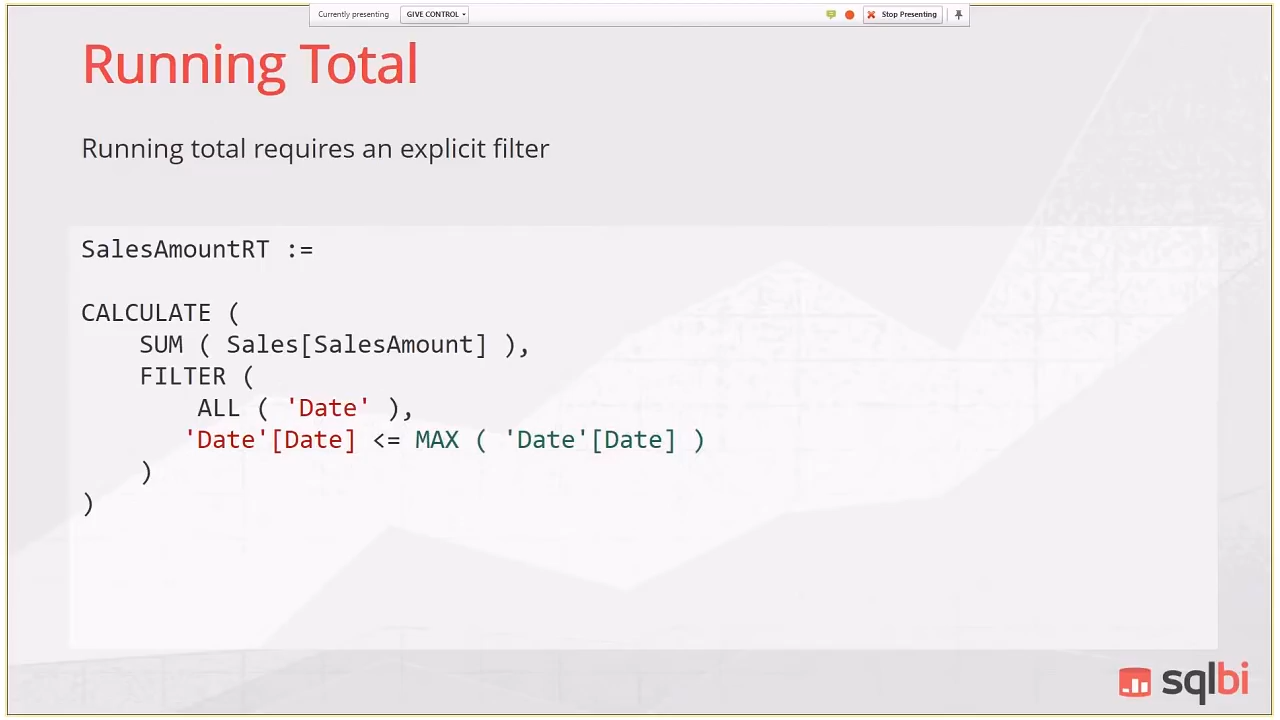 Currently presenting GIVE CONTROL Stop Presenting
Running Total
Running total requires an explicit filter
SalesAmountRT :=
CALCULATE (
SUM ( Sales[SalesAmount] ),
FILTER (
ALL ( 'Date' ),
'Date'[Date] <= MAX ( 'Date'[Date] )
)
)
sqlbi